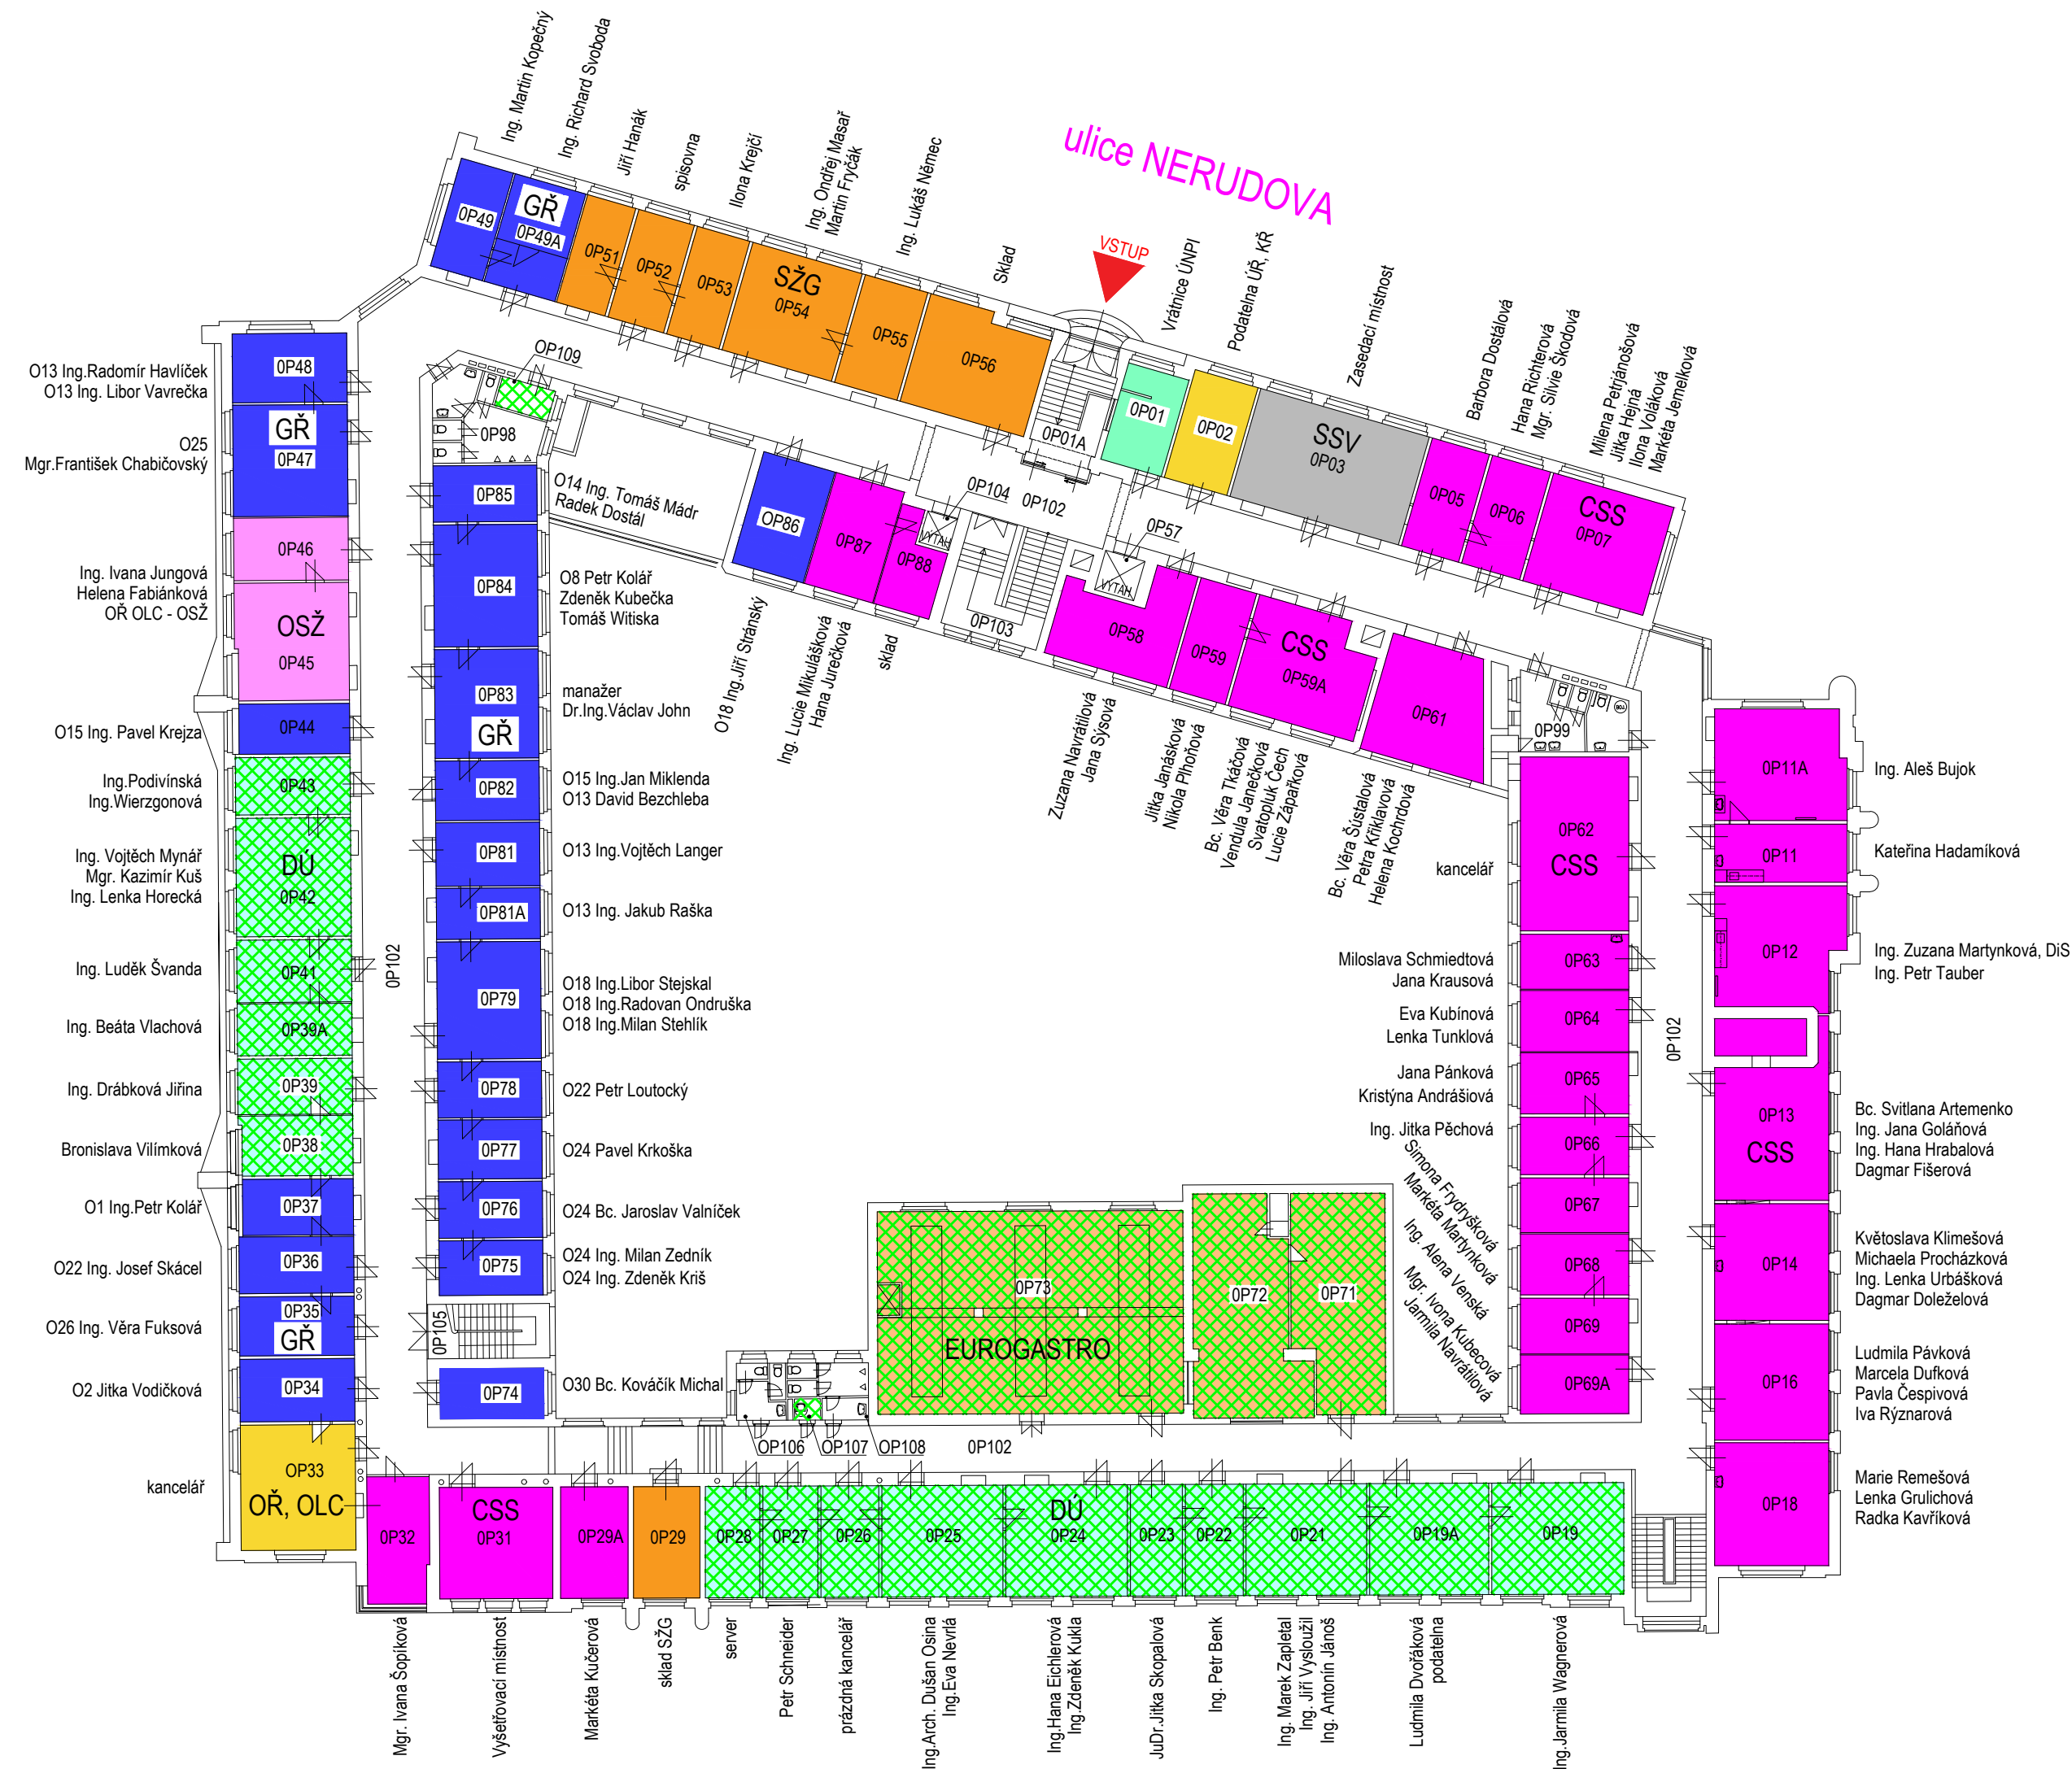 ulice NERUDOVA
VSTUP
Ing. Martin Kopečný
Ing. Richard Svoboda
Jiří Hanák
spisovna
Ilona Krejčí
Ing. Ondřej Masař
Martin Fryčák
Ing. Lukáš Němec
Sklad
Vrátnice ÚNPI
Podatelna ÚŘ, KŘ
Zasedací místnost
Barbora Dostálová
Hana Richterová
Mgr. Silvie Škodová
Milena Petrjánošová
Jitka Hejná
Ilona Voláková
Markéta Jemelková
0P49
GŘ
0P49A
0P51
0P52
0P53
SŽG
0P54
0P55
0P56
0P01A
0P01
0P02
SSV
0P03
0P05
0P06
CSS
0P07
O13 Ing.Radomír Havlíček
O13 Ing. Libor Vavrečka
0P48
O25
Mgr.František Chabičovský
GŘ
0P47
0P46
Ing. Ivana Jungová
Helena Fabiánková
OŘ OLC - OSŽ
OSŽ
0P45
O15 Ing. Pavel Krejza
0P44
Ing.Podivínská
Ing.Wierzgonová
0P43
Ing. Vojtěch Mynář
Mgr. Kazimír Kuš
Ing. Lenka Horecká
DÚ
0P42
Ing. Luděk Švanda
0P41
Ing. Beáta Vlachová
0P39A
Ing. Drábková Jiřina
0P39
Bronislava Vilímková
0P38
O1 Ing.Petr Kolář
0P37
O22 Ing. Josef Skácel
0P36
O26 Ing. Věra Fuksová
0P35
GŘ
O2 Jitka Vodičková
0P34
kancelář
OP33
OŘ, OLC
0P102
OP109
0P98
0P85
O14 Ing. Tomáš Mádr
Radek Dostál
0P84
O8 Petr Kolář
Zdeněk Kubečka
Tomáš Witiska
0P83
GŘ
manažer
Dr.Ing.Václav John
0P82
O15 Ing.Jan Miklenda
O13 David Bezchleba
0P81
O13 Ing.Vojtěch Langer
0P81A
O13 Ing. Jakub Raška
0P79
O18 Ing.Libor Stejskal
O18 Ing.Radovan Ondruška
O18 Ing.Milan Stehlík
0P78
O22 Petr Loutocký
0P77
O24 Pavel Krkoška
0P76
O24 Bc. Jaroslav Valníček
0P75
O24 Ing. Milan Zedník
O24 Ing. Zdeněk Kriš
0P105
0P74
O30 Bc. Kováčik Michal
OP86
0P87
0P88
0P104
VÝTAH
0P102
0P103
0P57
VÝTAH
0P58
0P59
CSS
0P59A
0P61
O18 Ing.Jiří Stránský
Ing. Lucie Mikulášková
Hana Jurečková
sklad
Zuzana Navrátilová
Jana Sýsová
Jitka Janásková
Nikola Plhoňová
Bc. Věra Tkáčová
Vendula Janečková
Svatopluk Čech
Lucie Zápařková
Bc. Věra Šústalová
Petra Křiklavová
Helena Kochrdová
0P99
0P62
CSS
kancelář
Miloslava Schmiedtová
Jana Krausová
0P63
Eva Kubínová
Lenka Tunklová
0P64
Jana Pánková
Kristýna Andrášiová
0P65
Ing. Jitka Pěchová
0P66
Simona Frydryšková
Markéta Martynková
0P67
Ing. Alena Venská
0P68
Mgr. Ivona Kubecová
Jarmila Navrátilová
0P69
0P69A
0P102
0P11A
Ing. Aleš Bujok
0P11
Kateřina Hadamíková
0P12
Ing. Zuzana Martynková, DiS
Ing. Petr Tauber
0P13
CSS
Bc. Svitlana Artemenko
Ing. Jana Goláňová
Ing. Hana Hrabalová
Dagmar Fišerová
0P14
Květoslava Klimešová
Michaela Procházková
Ing. Lenka Urbášková
Dagmar Doleželová
0P16
Ludmila Pávková
Marcela Dufková
Pavla Čespivová
Iva Rýznarová
0P18
Marie Remešová
Lenka Grulichová
Radka Kavříková
0P73
EUROGASTRO
0P72
0P71
OP106
OP107
OP108
0P102
0P32
CSS
0P31
0P29A
0P29
0P28
0P27
0P26
0P25
DÚ
0P24
0P23
0P22
0P21
0P19A
0P19
Mgr. Ivana Šopíková
Vyšetřovací místnost
Markéta Kučerová
sklad SŽG
server
Petr Schneider
prázdná kancelář
Ing.Arch. Dušan Osina
Ing.Eva Nevrlá
Ing.Hana Eichlerová
Ing.Zdeněk Kukla
JuDr.Jitka Skopalová
Ing. Petr Benk
Ing. Marek Zapletal
Ing. Jiří Vysloužil
Ing. Antonín Jánoš
Ludmila Dvořáková
podatelna
Ing.Jarmila Wagnerová